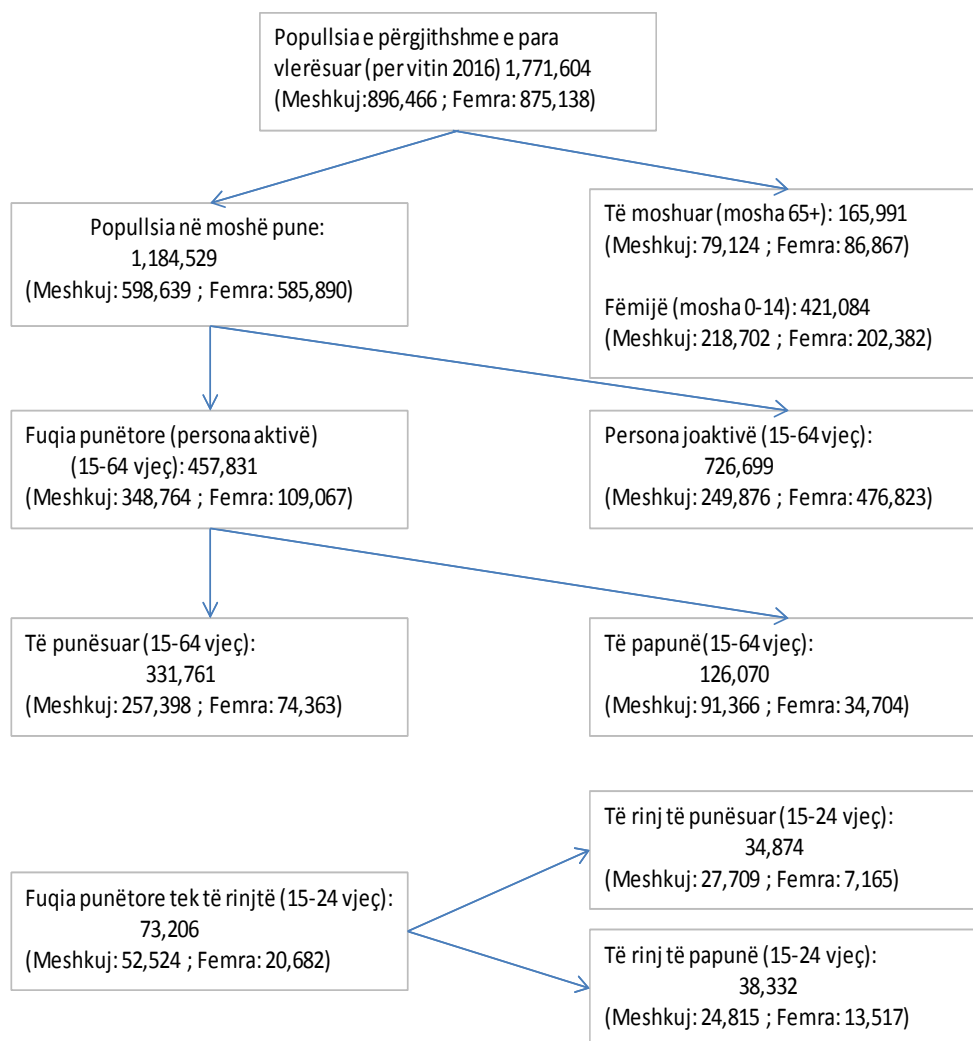 Popullsia e përgjithshme e para
vlerësuar (per vitin 2016) 1,771,604
(Meshkuj:896,466 ; Femra: 875,138)
Popullsia në moshë pune:
1,184,529
(Meshkuj: 598,639 ; Femra: 585,890)
Të moshuar (mosha 65+): 165,991
(Meshkuj: 79,124 ; Femra: 86,867)
Fëmijë (mosha 0-14): 421,084
(Meshkuj: 218,702 ; Femra: 202,382)
Fuqia punëtore (persona aktivë)
(15-64 vjeç): 457,831
(Meshkuj: 348,764 ; Femra: 109,067)
Persona joaktivë (15-64 vjeç):
726,699
(Meshkuj: 249,876 ; Femra: 476,823)
Të punësuar (15-64 vjeç):
331,761
(Meshkuj: 257,398 ; Femra: 74,363)
Të papunë(15-64 vjeç):
126,070
(Meshkuj: 91,366 ; Femra: 34,704)
Fuqia punëtore tek të rinjtë (15-24 vjeç):
73,206
(Meshkuj: 52,524 ; Femra: 20,682)
Të rinj të punësuar (15-24 vjeç):
34,874
(Meshkuj: 27,709 ; Femra: 7,165)
Të rinj të papunë (15-24 vjeç):
38,332
(Meshkuj: 24,815 ; Femra: 13,517)